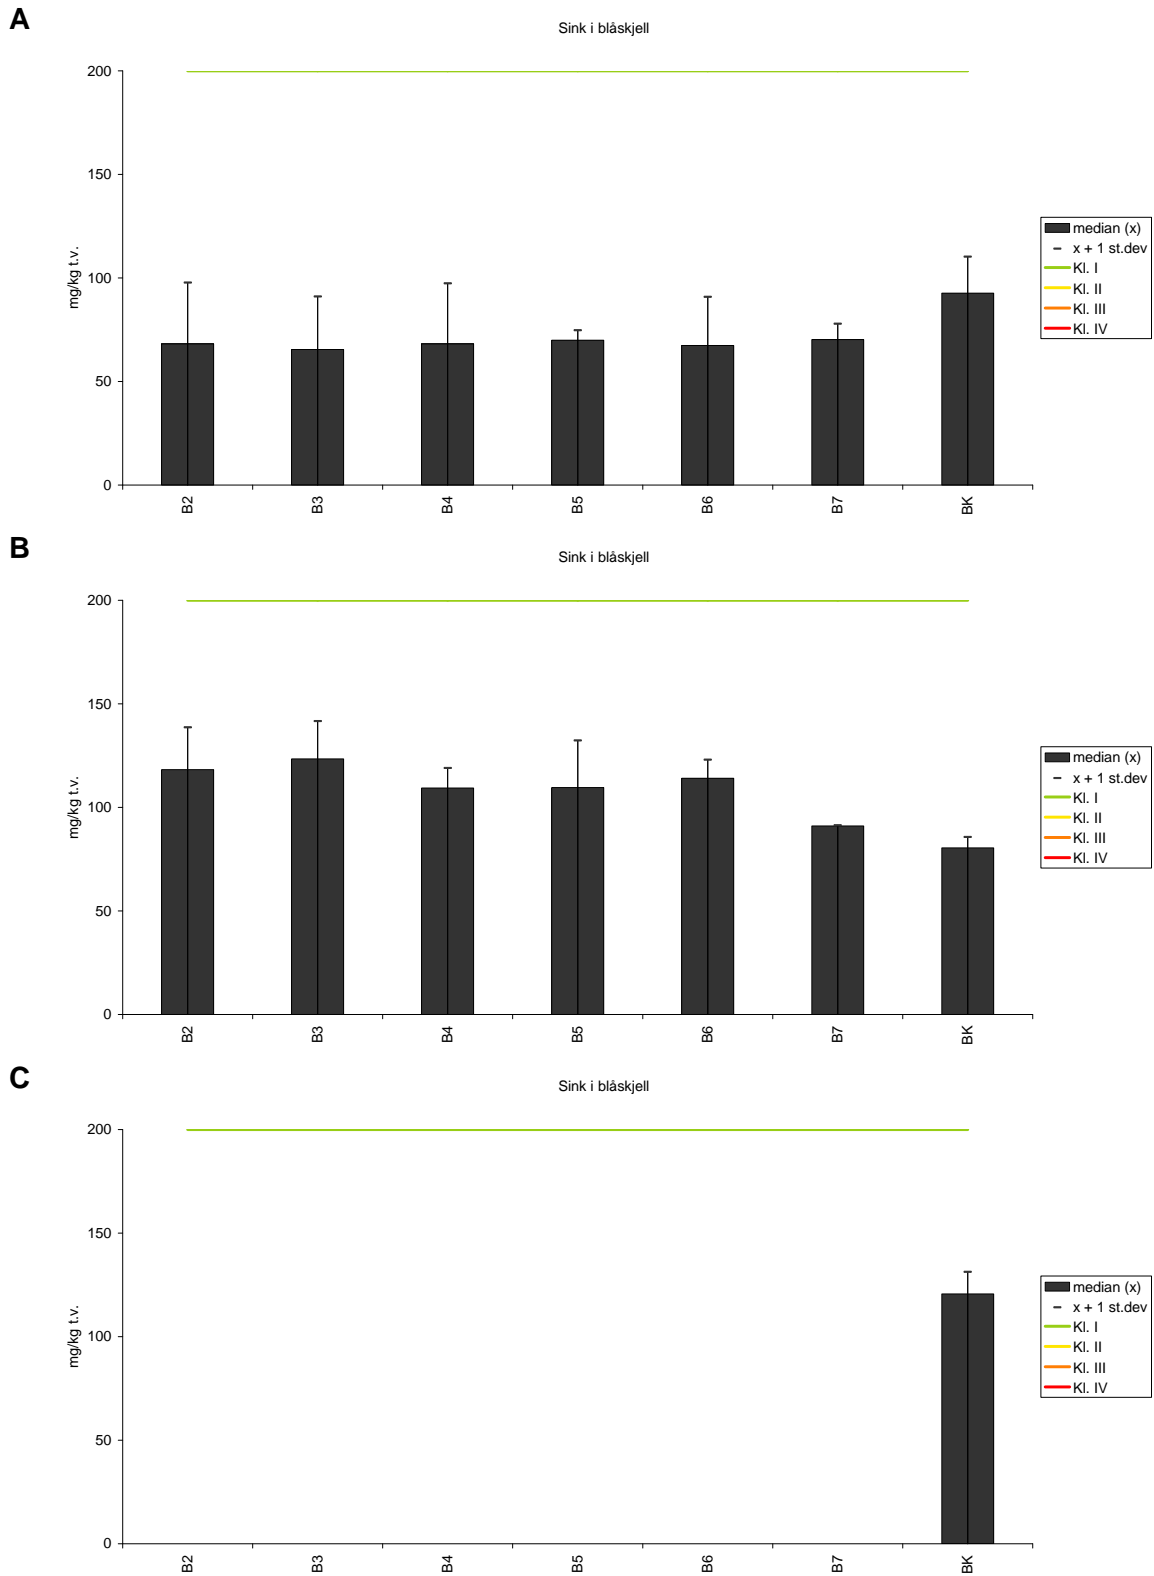 A
Sink i blåskjell
200
150
100
50
0
mg/kg t.v.
B2
B3
B4
B5
B6
B7
BK
median (x)
x + 1 st.dev
Kl. I
Kl. II
Kl. III
Kl. IV
B
Sink i blåskjell
200
150
100
50
0
mg/kg t.v.
B2
B3
B4
B5
B6
B7
BK
median (x)
x + 1 st.dev
Kl. I
Kl. II
Kl. III
Kl. IV
C
Sink i blåskjell
200
150
100
50
0
mg/kg t.v.
B2
B3
B4
B5
B6
B7
BK
median (x)
x + 1 st.dev
Kl. I
Kl. II
Kl. III
Kl. IV